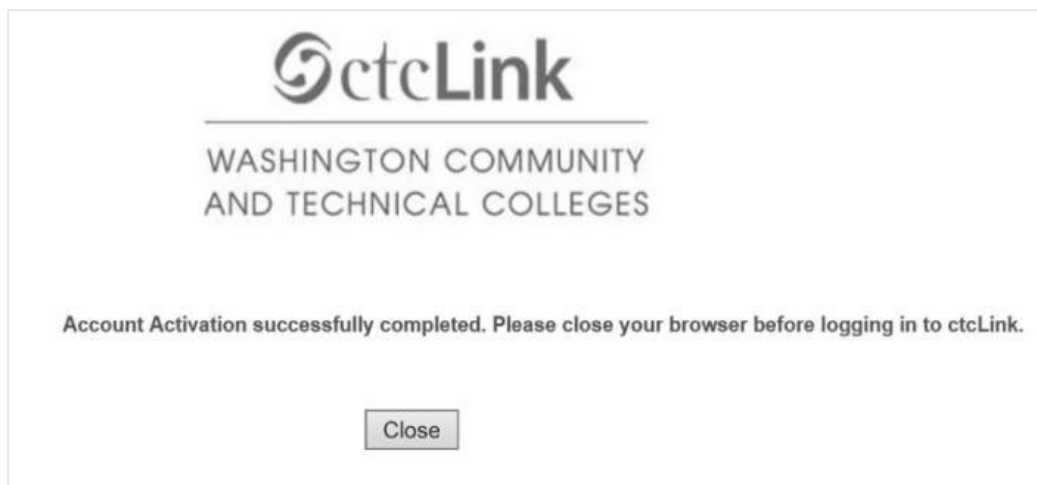 ctcLink
WASHINGTON COMMUNITY
AND TECHNICAL COLLEGES
Account Activation successfully completed. Please close your browser before logging in to ctcLink.
Close